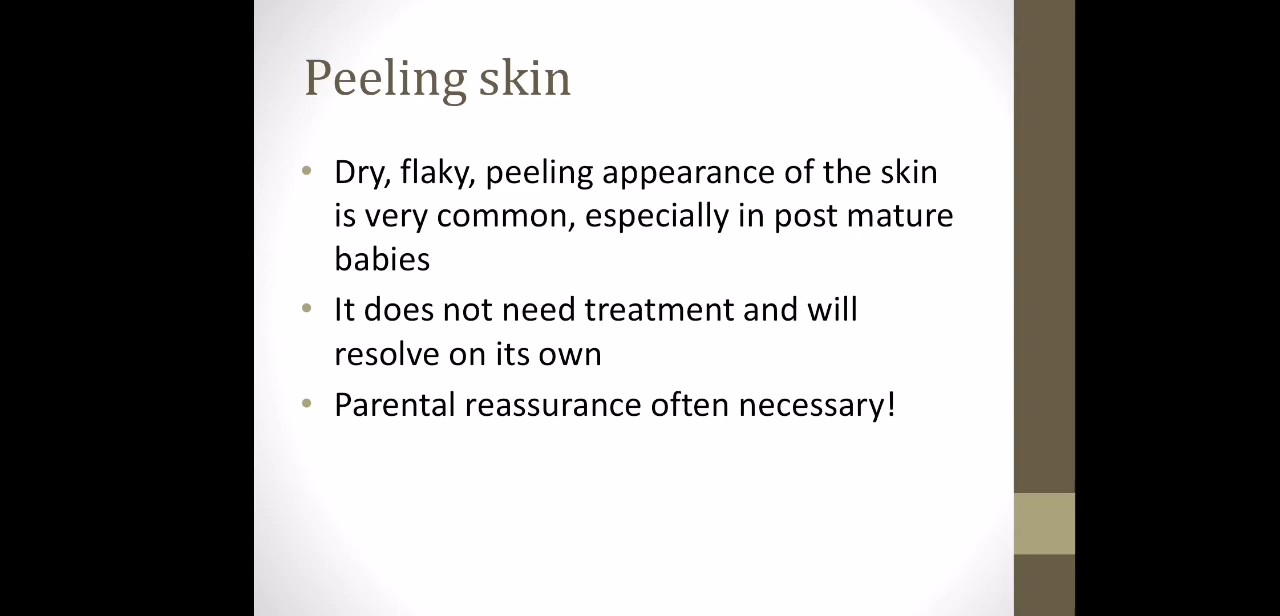 Peeling skin
• Dry, flaky, peeling appearance of the skin
is very common, especially in post mature
babies
• It does not need treatment and will
resolve on its own
• Parental reassurance often necessary!